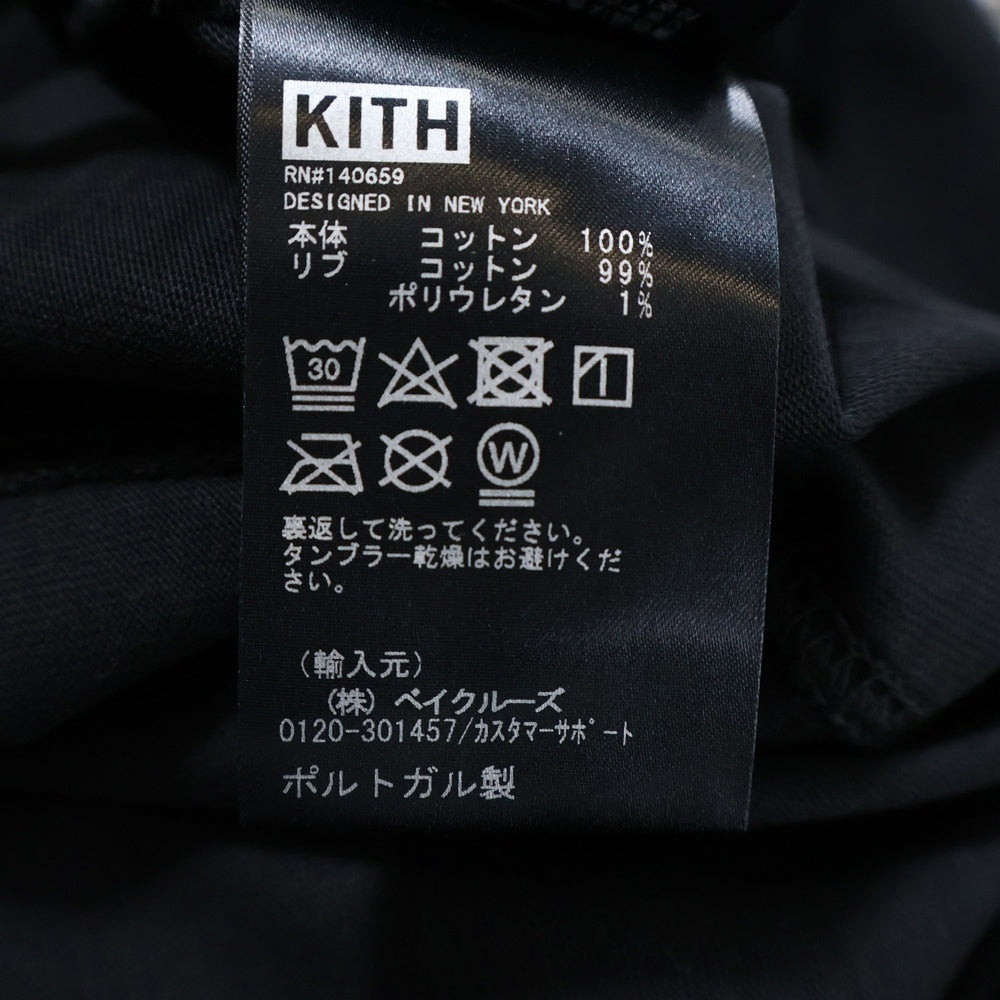 KITH
RN#140659
DESIGNED IN NEW YORK
本体 コットン 100%
リブ コットン 99%
ポリウレタン 1%
30
W
裏返して洗ってください。
タンブラー乾燥はお避けくだ
さい。
(輸入元)
(株) ベイクルーズ
0120-301457/カスタマーサポート
ポルトガル製